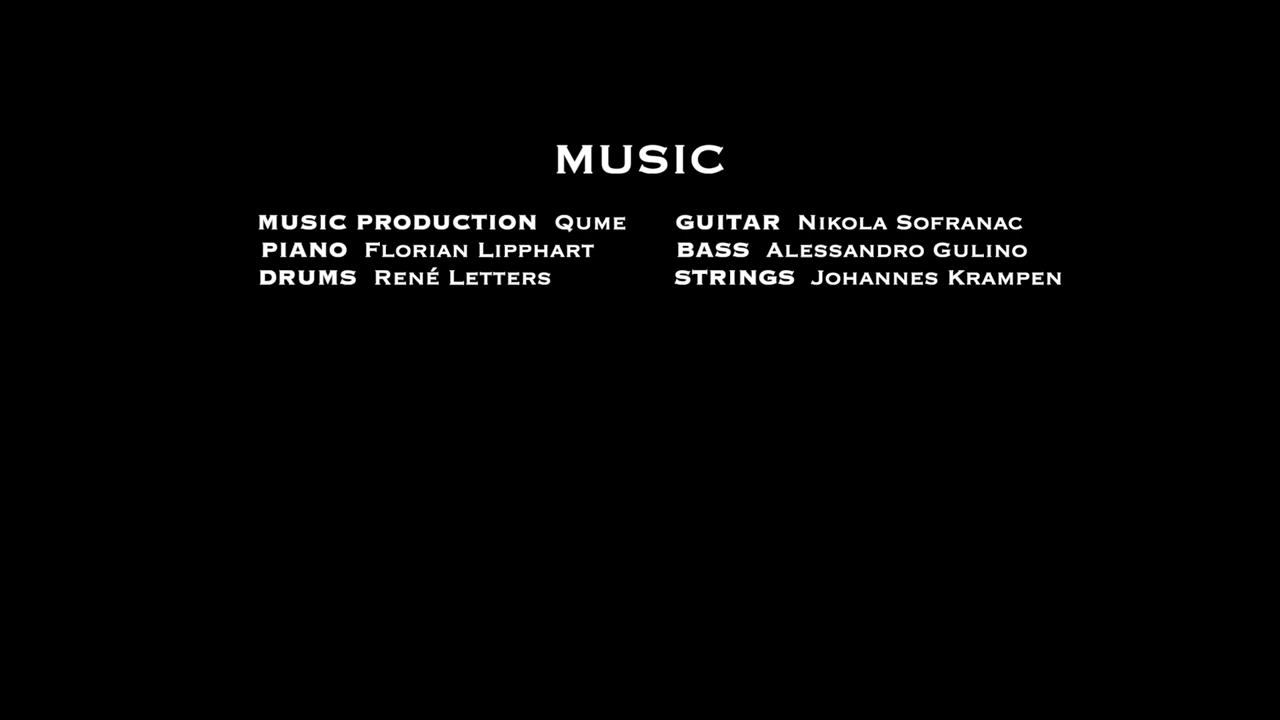 MUSIC
MUSIC PRODUCTION Qume GUITAR Nikola Sofranac
PIANO Florian Lipphart BASS Alessandro Gulino
DRUMS René Letters STRINGS Johannes Krampen